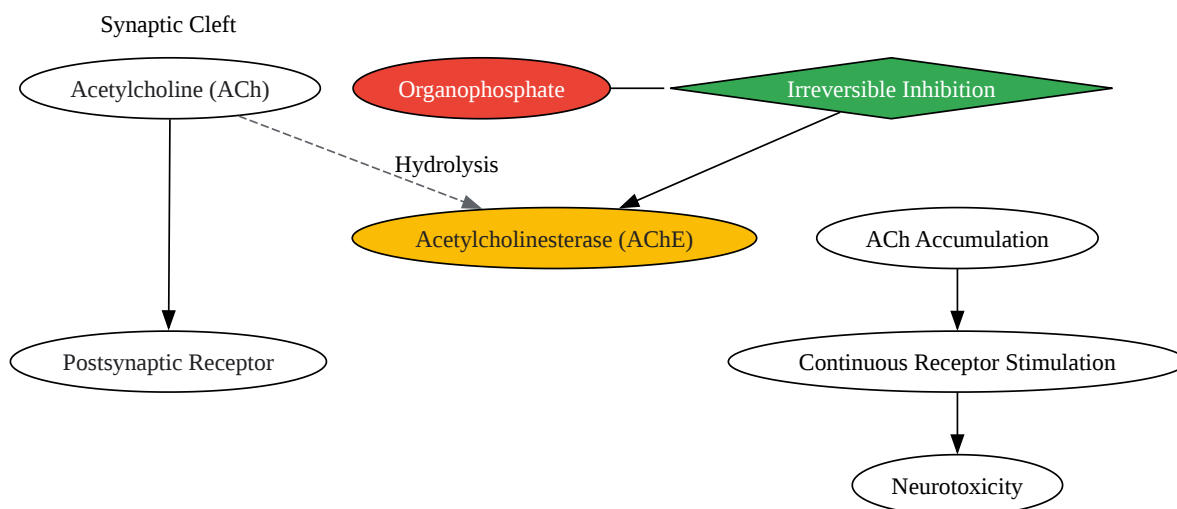 Synaptic Cleft
Acetylcholine (ACh)
Organophosphate
Irreversible Inhibition
Hydrolysis
Acetylcholinesterase (AChE)
ACh Accumulation
Postsynaptic Receptor
Continuous Receptor Stimulation
Neurotoxicity